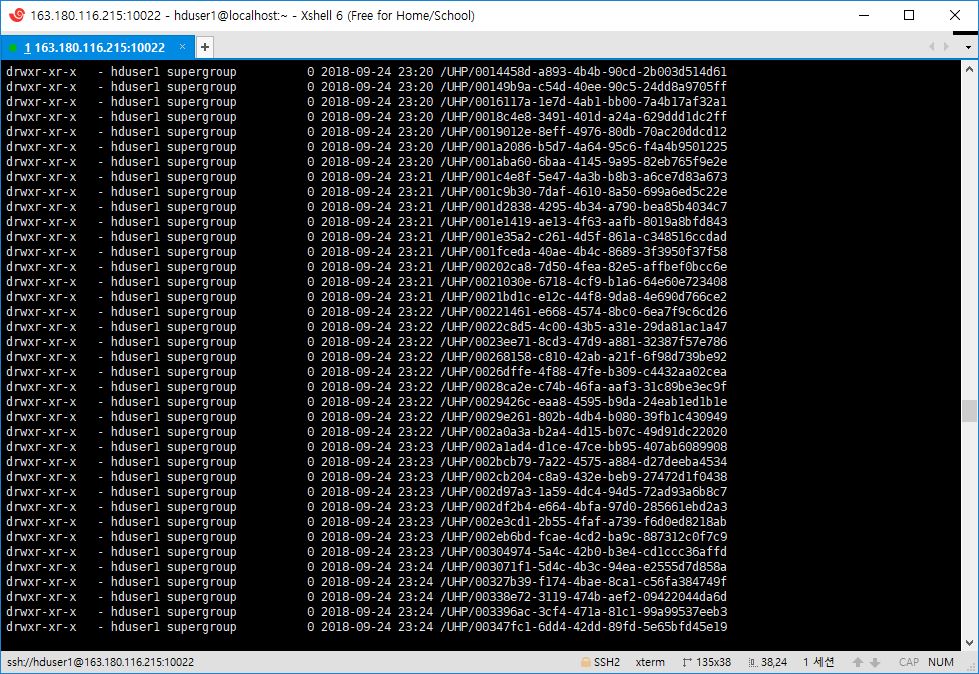 163.180.116.215:10022 - hduser1@localhost:~ - Xshell 6 (Free for Home/School)
1 163.180.116.215:10022 × +
drwxr-xr-x - hduser1 supergroup 0 2018-09-24 23:20 /UHP/0014458d-a893-4b4b-90cd-2b003d514d61
drwxr-xr-x - hduser1 supergroup 0 2018-09-24 23:20 /UHP/00149b9a-c54d-40ee-90c5-24dd8a9705ff
drwxr-xr-x - hduser1 supergroup 0 2018-09-24 23:20 /UHP/0016117a-1e7d-4ab1-bb00-7a4b17af32a1
drwxr-xr-x - hduser1 supergroup 0 2018-09-24 23:20 /UHP/0018c4e8-3491-401d-a24a-629ddd1dc2ff
drwxr-xr-x - hduser1 supergroup 0 2018-09-24 23:20 /UHP/0019012e-8eff-4976-80db-70ac20ddcd12
drwxr-xr-x - hduser1 supergroup 0 2018-09-24 23:20 /UHP/001a2086-b5d7-4a64-95c6-f4a4b9501225
drwxr-xr-x - hduser1 supergroup 0 2018-09-24 23:20 /UHP/001aba60-6baa-4145-9a95-82eb765f9e2e
drwxr-xr-x - hduser1 supergroup 0 2018-09-24 23:21 /UHP/001c4e8f-5e47-4a3b-b8b3-a6ce7d83a673
drwxr-xr-x - hduser1 supergroup 0 2018-09-24 23:21 /UHP/001c9b30-7daf-4610-8a50-699a6ed5c22e
drwxr-xr-x - hduser1 supergroup 0 2018-09-24 23:21 /UHP/001d2838-4295-4b34-a790-bea85b4034c7
drwxr-xr-x - hduser1 supergroup 0 2018-09-24 23:21 /UHP/001e1419-ae13-4f63-aafb-8019a8bfd843
drwxr-xr-x - hduser1 supergroup 0 2018-09-24 23:21 /UHP/001e35a2-c261-4d5f-861a-c348516ccdad
drwxr-xr-x - hduser1 supergroup 0 2018-09-24 23:21 /UHP/001fceda-40ae-4b4c-8689-3f3950f37f58
drwxr-xr-x - hduser1 supergroup 0 2018-09-24 23:21 /UHP/00202ca8-7d50-4fea-82e5-affbef0bcc6e
drwxr-xr-x - hduser1 supergroup 0 2018-09-24 23:21 /UHP/0021030e-6718-4cf9-b1a6-64e60e723408
drwxr-xr-x - hduser1 supergroup 0 2018-09-24 23:21 /UHP/0021bd1c-e12c-44f8-9da8-4e690d766ce2
drwxr-xr-x - hduser1 supergroup 0 2018-09-24 23:22 /UHP/00221461-e668-4574-8bc0-6ea7f9c6cd26
drwxr-xr-x - hduser1 supergroup 0 2018-09-24 23:22 /UHP/0022c8d5-4c00-43b5-a31e-29da81ac1a47
drwxr-xr-x - hduser1 supergroup 0 2018-09-24 23:22 /UHP/0023ee71-8cd3-47d9-a881-32387f57e786
drwxr-xr-x - hduser1 supergroup 0 2018-09-24 23:22 /UHP/00268158-c810-42ab-a21f-6f98d739be92
drwxr-xr-x - hduser1 supergroup 0 2018-09-24 23:22 /UHP/0026dffe-4f88-47fe-b309-c4432aa02cea
drwxr-xr-x - hduser1 supergroup 0 2018-09-24 23:22 /UHP/0028ca2e-c74b-46fa-aaf3-31c89be3ec9f
drwxr-xr-x - hduser1 supergroup 0 2018-09-24 23:22 /UHP/0029426c-eaa8-4595-b9da-24eab1ed1b1e
drwxr-xr-x - hduser1 supergroup 0 2018-09-24 23:22 /UHP/0029e261-802b-4db4-b080-39fb1c430949
drwxr-xr-x - hduser1 supergroup 0 2018-09-24 23:22 /UHP/002a0a3a-b2a4-4d15-b07c-49d91dc22020
drwxr-xr-x - hduser1 supergroup 0 2018-09-24 23:23 /UHP/002a1ad4-d1ce-47ce-bb95-407ab6089908
drwxr-xr-x - hduser1 supergroup 0 2018-09-24 23:23 /UHP/002bcb79-7a22-4575-a884-d27deeba4534
drwxr-xr-x - hduser1 supergroup 0 2018-09-24 23:23 /UHP/002cb204-c8a9-432e-beb9-27472d1f0438
drwxr-xr-x - hduser1 supergroup 0 2018-09-24 23:23 /UHP/002d97a3-1a59-4dc4-94d5-72ad93a6b8c7
drwxr-xr-x - hduser1 supergroup 0 2018-09-24 23:23 /UHP/002df2b4-e664-4bfa-97d0-285661ebd2a3
drwxr-xr-x - hduser1 supergroup 0 2018-09-24 23:23 /UHP/002e3cd1-2b55-4faf-a739-f6d0ed8218ab
drwxr-xr-x - hduser1 supergroup 0 2018-09-24 23:23 /UHP/002eb6bd-fcae-4cd2-ba9c-887312c0f7c9
drwxr-xr-x - hduser1 supergroup 0 2018-09-24 23:23 /UHP/00304974-5a4c-42b0-b3e4-cd1ccc36affd
drwxr-xr-x - hduser1 supergroup 0 2018-09-24 23:24 /UHP/003071f1-5d4c-4b3c-94ea-e2555d7d858a
drwxr-xr-x - hduser1 supergroup 0 2018-09-24 23:24 /UHP/00327b39-f174-4bae-8ca1-c56fa384749f
drwxr-xr-x - hduser1 supergroup 0 2018-09-24 23:24 /UHP/00338e72-3119-474b-aef2-09422044da6d
drwxr-xr-x - hduser1 supergroup 0 2018-09-24 23:24 /UHP/003396ac-3cf4-471a-81c1-99a99537eeb3
drwxr-xr-x - hduser1 supergroup 0 2018-09-24 23:24 /UHP/00347fc1-6dd4-42dd-89fd-5e65bfd45e19
ssh://hduser1@163.180.116.215:10022 SSH2 xterm 135x38 38,24 1 세션 CAP NUM